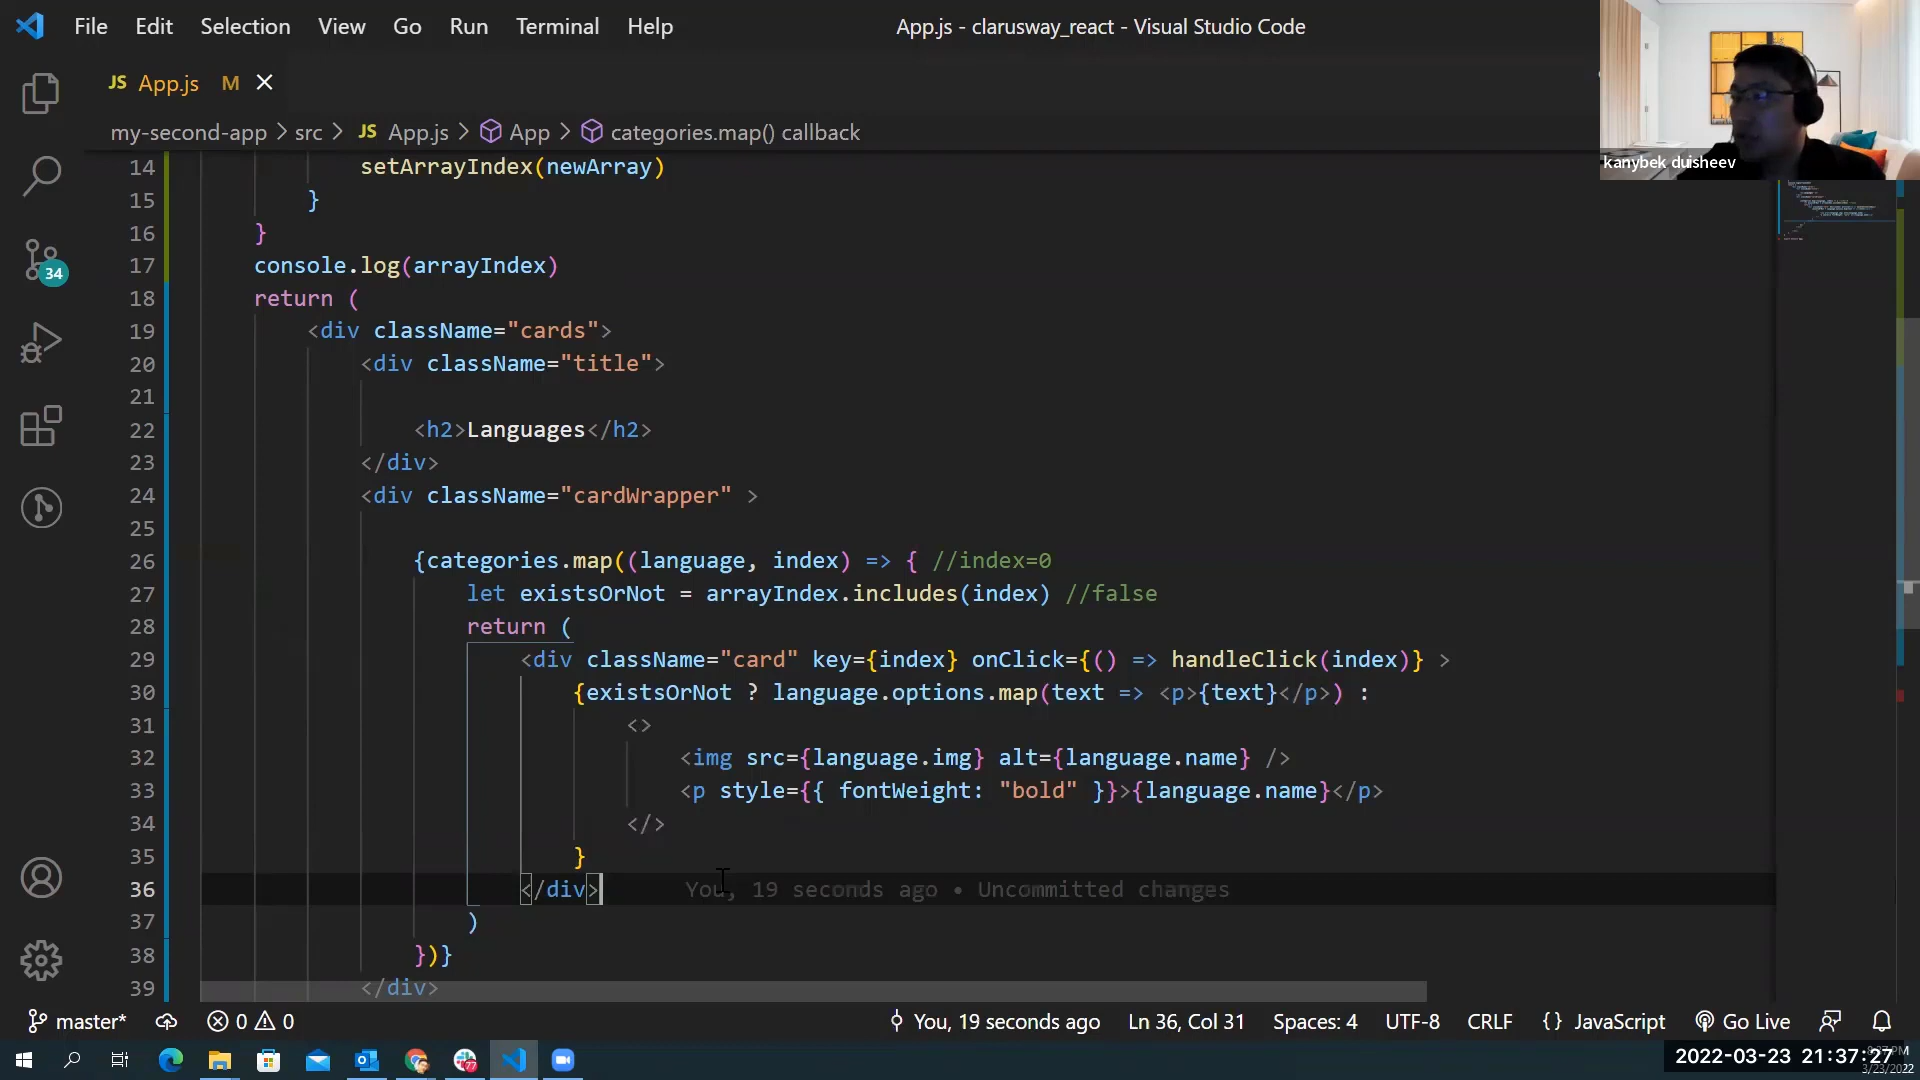 File Edit Selection View Go Run Terminal Help
App.js - clarusway_react - Visual Studio Code
JS App.js M
my-second-app > src > JS App.js > App > categories.map() callback
kanybek duisheev
14 setArrayIndex(newArray)
15 }
16 }
17 console.log(arrayIndex)
18 return (
19 <div className="cards">
20 <div className="title">
21
22 <h2>Languages</h2>
23 </div>
24 <div className="cardWrapper" >
25
26 {categories.map((language, index) => { //index=0
27 let existsOrNot = arrayIndex.includes(index) //false
28 return (
29 <div className="card" key={index} onClick={() => handleClick(index)} >
30 {existsOrNot ? language.options.map(text => <p>{text}</p>) :
31 <>
32 <img src={language.img} alt={language.name} />
33 <p style={{ fontWeight: "bold" }}>{language.name}</p>
34 </>
35 }
36 </div> You, 19 seconds ago • Uncommitted changes
37 )
38 })}
39 </div>
34
master* 0 0 You, 19 seconds ago Ln 36, Col 31 Spaces: 4 UTF-8 CRLF {} JavaScript Go Live
77
2022-03-23 21:37:27
3/23/2022